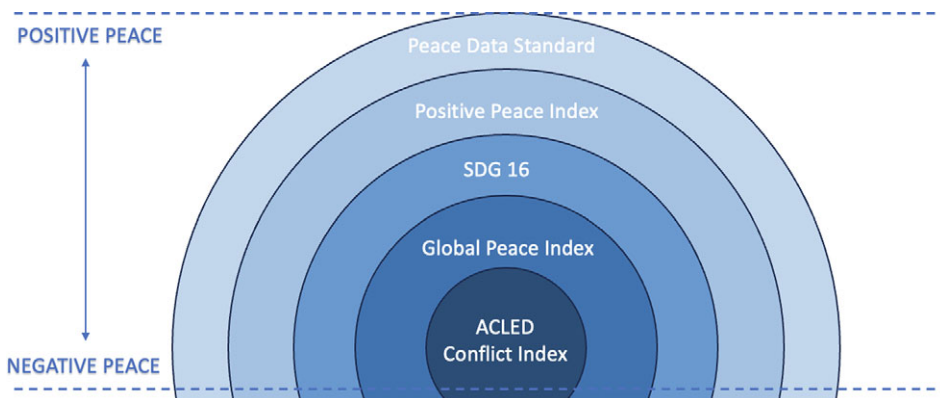 POSITIVE PEACE
Peace Data Standard
Positive Peace Index
SDG 16
Global Peace Index
ACLED
Conflict Index
NEGATIVE PEACE